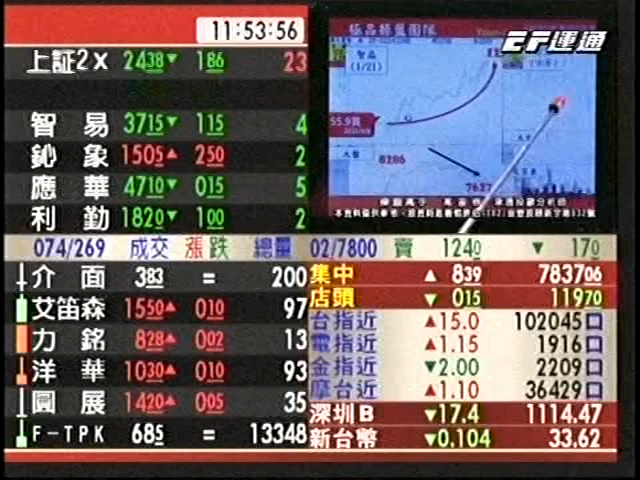 11:53:56
上証2X 2438▼ 186 23
智易 3715▼ 115 4
鈊象 1505▲ 250 2
應華 4710▼ 015 5
利勤 1820▼ 100 2
EF運通
智品
(1/21)
55.9買
8206
7637
大盤
074/269 成交 漲跌 總量
02/7800 賣 1240 ▼ 170
介面 383 = 200
艾笛森 1550▲ 010 97
力銘 828▲ 002 13
洋華 1030▲ 010 93
圓展 1420▲ 005 35
F-TPK 685 = 13348
集中 ▲ 839 783706
店頭 ▼ 015 11970
台指近 ▲15.0 102045口
電指近 ▲1.15 1916口
金指近 ▼2.00 2209口
摩台近 ▲1.10 36429口
深圳B ▼17.4 1114.47
新台幣 ▼0.104 33.62